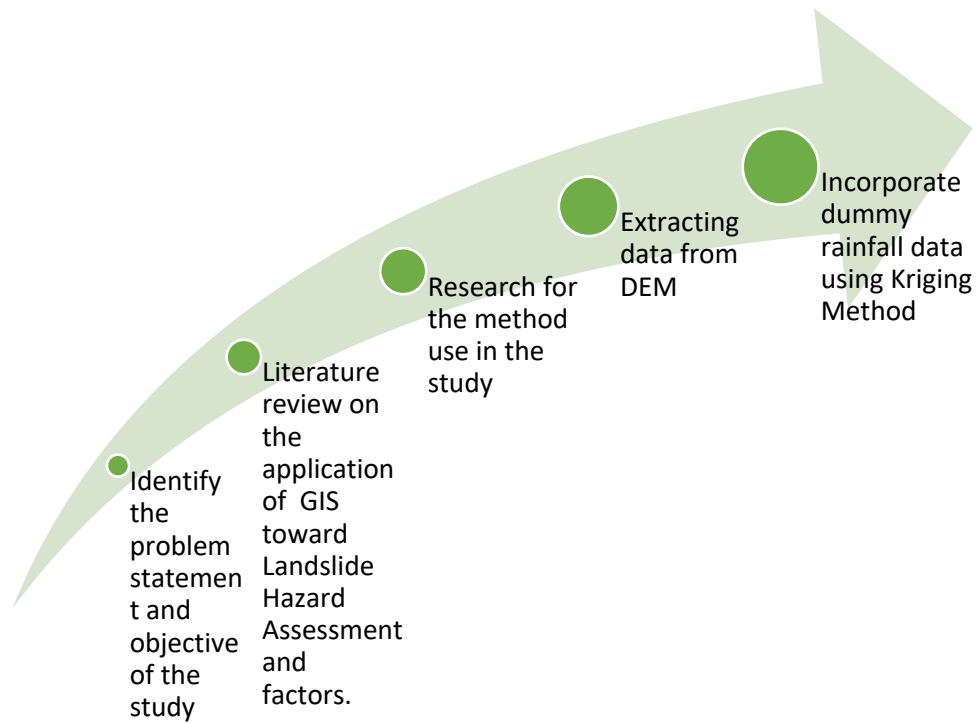 Identify
the
problem
statemen
t and
objective
of the
study
Literature
review on
the
application
of  GIS
toward
Landslide
Hazard
Assessment
and
factors.
Research for
the method
use in the
study
Extracting
data from
DEM
Incorporate
dummy
rainfall data
using Kriging
Method